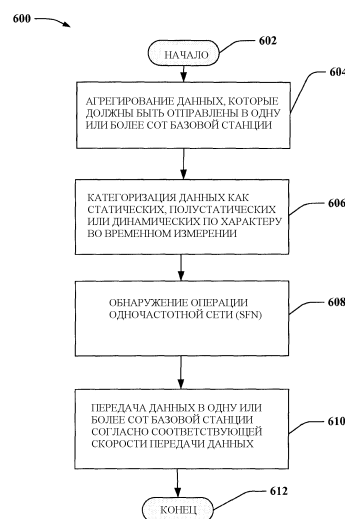 600
НАЧАЛО
602
604
АГРЕГИРОВАНИЕ ДАННЫХ, КОТОРЫЕ
ДОЛЖНЫ БЫТЬ ОТПРАВЛЕНЫ В ОДНУ
ИЛИ БОЛЕЕ СОТ БАЗОВОЙ СТАНЦИИ
606
КАТЕГОРИЗАЦИЯ ДАННЫХ КАК
СТАТИЧЕСКИХ, ПОЛУСТАТИЧЕСКИХ
ИЛИ ДИНАМИЧЕСКИХ ПО ХАРАКТЕРУ
ВО ВРЕМЕННОМ ИЗМЕРЕНИИ
608
ОБНАРУЖЕНИЕ ОПЕРАЦИИ
ОДНОЧАСТОТНОЙ СЕТИ (SFN)
610
ПЕРЕДАЧА ДАННЫХ В ОДНУ ИЛИ
БОЛЕЕ СОТ БАЗОВОЙ СТАНЦИИ
СОГЛАСНО СООТВЕТСТВУЮЩЕЙ
СКОРОСТИ ПЕРЕДАЧИ ДАННЫХ
612
КОНЕЦ